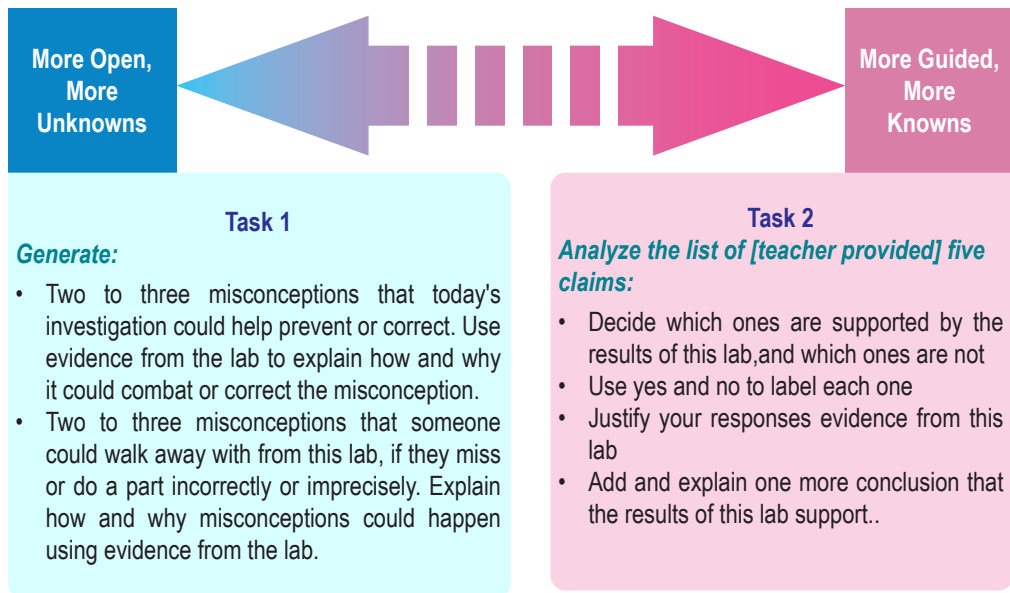 More Open,
More
Unknowns
More Guided,
More
Knowns
Task 1
Generate:
• Two to three misconceptions that today's
investigation could help prevent or correct. Use
evidence from the lab to explain how and why
it could combat or correct the misconception.
• Two to three misconceptions that someone
could walk away with from this lab, if they miss
or do a part incorrectly or imprecisely. Explain
how and why misconceptions could happen
using evidence from the lab.
Task 2
Analyze the list of [teacher provided] five
claims:
• Decide which ones are supported by the
results of this lab,and which ones are not
• Use yes and no to label each one
• Justify your responses evidence from this
lab
• Add and explain one more conclusion that
the results of this lab support..